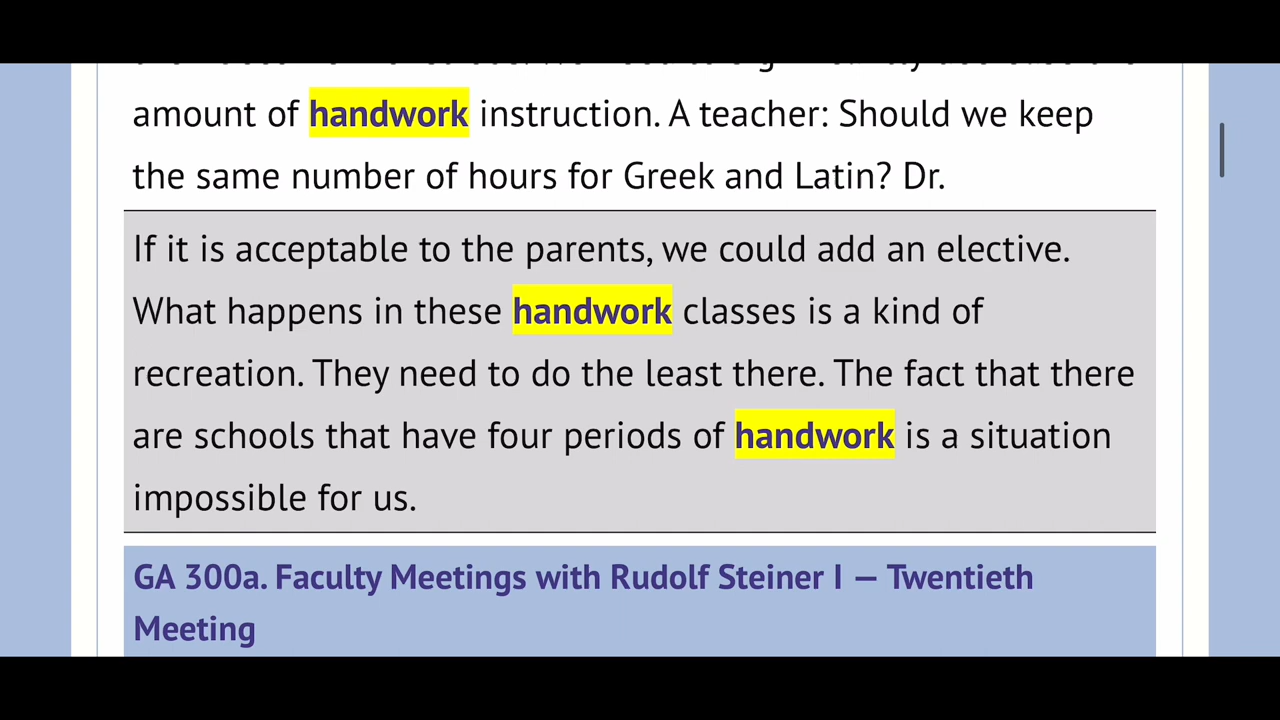 amount of handwork instruction. A teacher: Should we keep
the same number of hours for Greek and Latin? Dr.
If it is acceptable to the parents, we could add an elective.
What happens in these handwork classes is a kind of
recreation. They need to do the least there. The fact that there
are schools that have four periods of handwork is a situation
impossible for us.
GA 300a. Faculty Meetings with Rudolf Steiner I — Twentieth
Meeting